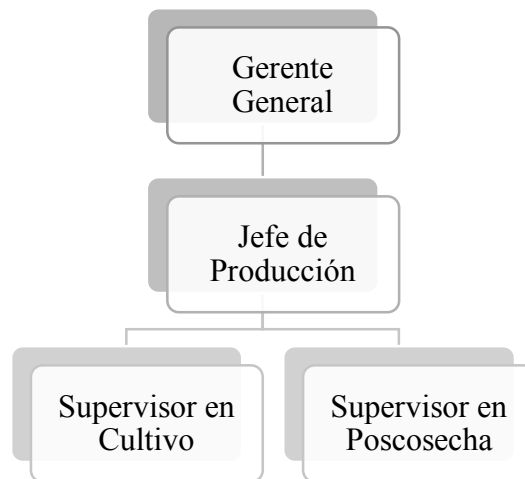 Gerente
General
Jefe de
Producción
Supervisor en
Cultivo
Supervisor en
Poscosecha